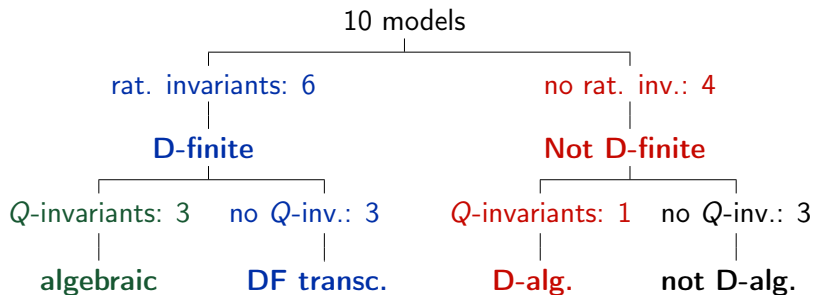 10 models
rat. invariants: 6 no rat. inv.: 4
D-finite Not D-finite
Q-invariants: 3 no Q-inv.: 3 Q-invariants: 1 no Q-inv.: 3
algebraic DF transc. D-alg. not D-alg.